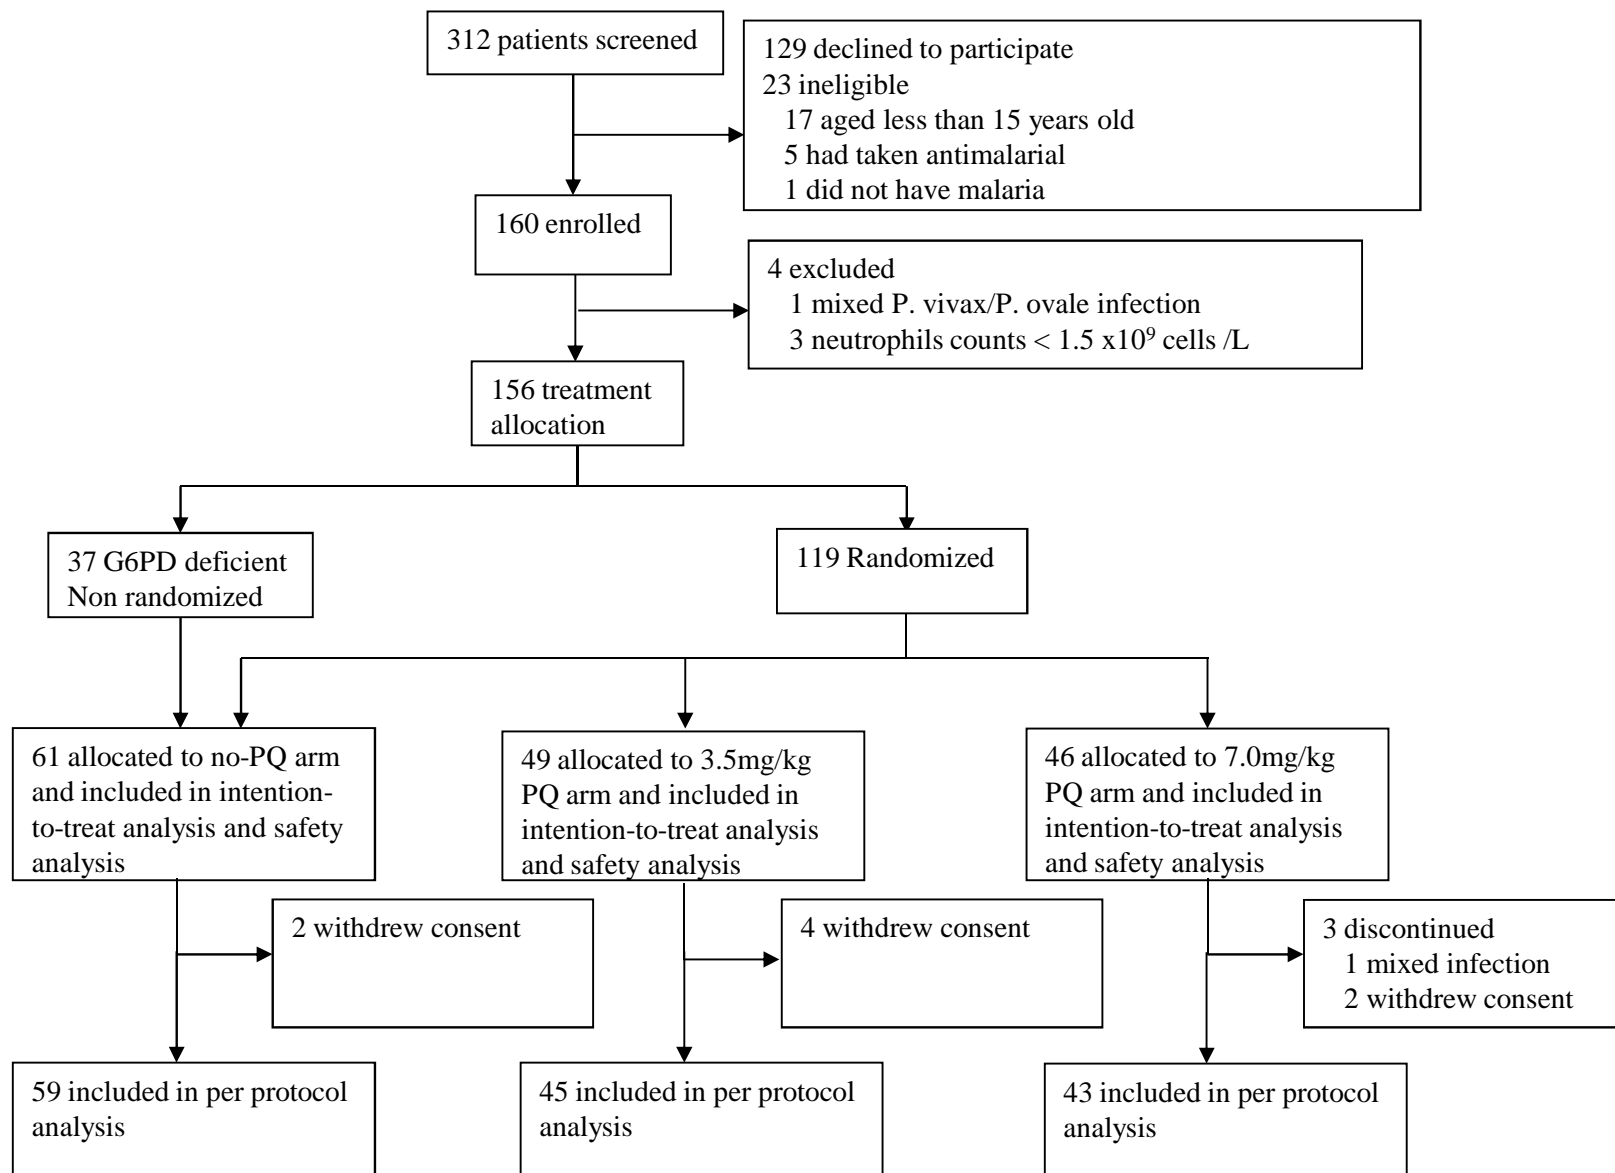 312 patients screened
129 declined to participate
23 ineligible
17 aged less than 15 years old
5 had taken antimalarial
1 did not have malaria
160 enrolled
4 excluded
1 mixed P. vivax/P. ovale infection
3 neutrophils counts < 1.5 x10⁹ cells /L
156 treatment
allocation
37 G6PD deficient
Non randomized
119 Randomized
61 allocated to no-PQ arm
and included in intention-
to-treat analysis and safety
analysis
49 allocated to 3.5mg/kg
PQ arm and included in
intention-to-treat analysis
and safety analysis
46 allocated to 7.0mg/kg
PQ arm and included in
intention-to-treat analysis
and safety analysis
2 withdrew consent
4 withdrew consent
3 discontinued
1 mixed infection
2 withdrew consent
59 included in per protocol
analysis
45 included in per protocol
analysis
43 included in per protocol
analysis